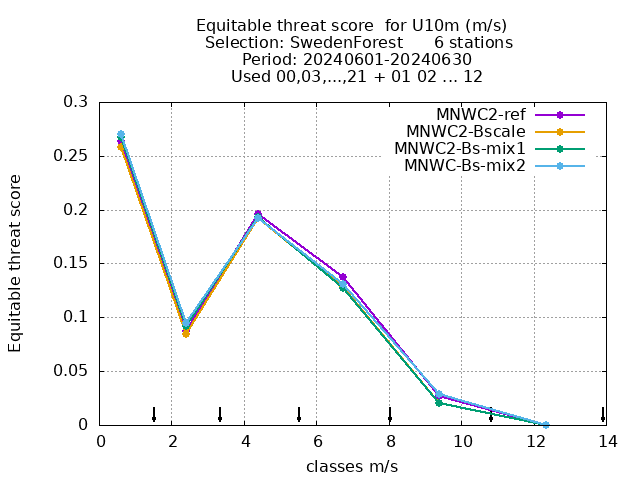 Equitable threat score  for U10m (m/s)
Selection: SwedenForest      6 stations
Period: 20240601-20240630
Used 00,03,...,21 + 01 02 ... 12
MNWC2-ref
MNWC2-Bscale
MNWC2-Bs-mix1
MNWC-Bs-mix2
Equitable threat score
0.3
0.25
0.2
0.15
0.1
0.05
0
0 2 4 6 8 10 12 14
classes m/s